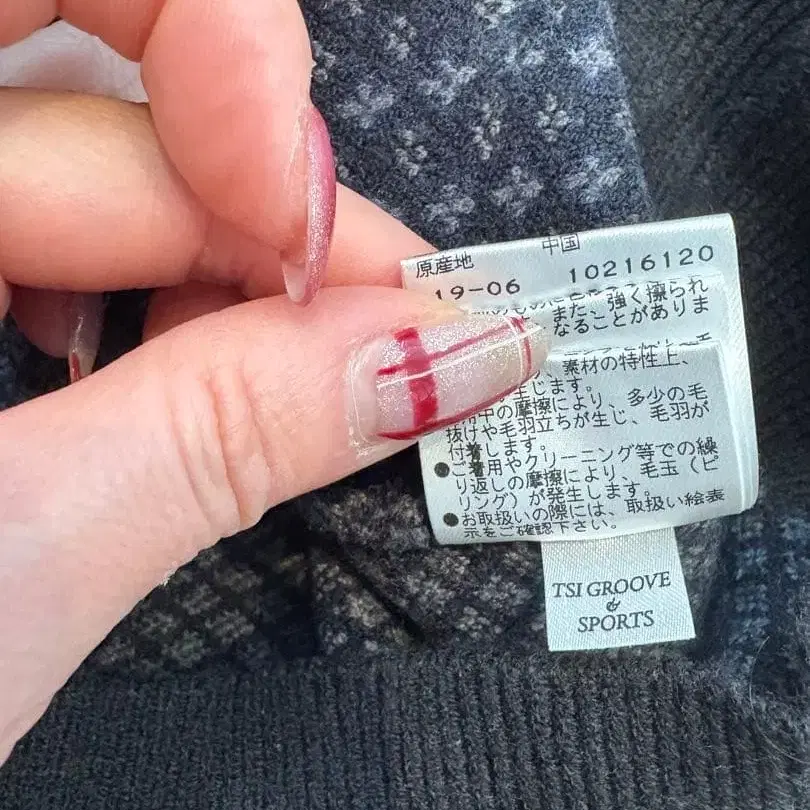 原産地 中国
19-06 10216120
また、強く擦られ
なることがありま
、素材の特性上、
生じます。
中の摩擦により、多少の毛
抜けや毛羽立ちが生じ、毛羽が
付着します。
●ご着用やクリーニング等での繰
り返しの摩擦により、毛玉（ピ
リング）が発生します。
●お取扱いの際には、取扱い絵表
示をご確認下さい。
TSI GROOVE
&
SPORTS